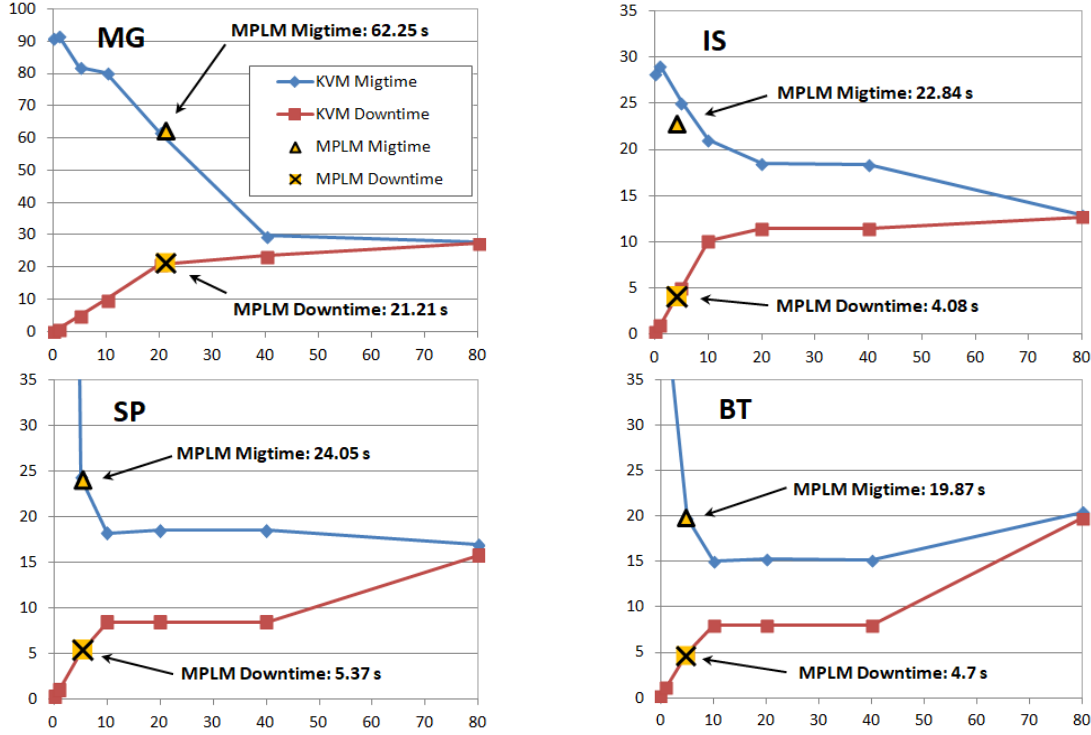 MG
MPLM Migtime: 62.25 s
KVM Migtime
KVM Downtime
MPLM Migtime
MPLM Downtime
MPLM Downtime: 21.21 s
100
90
80
70
60
50
40
30
20
10
0
0 10 20 30 40 50 60 70 80
IS
MPLM Migtime: 22.84 s
MPLM Downtime: 4.08 s
35
30
25
20
15
10
5
0
0 10 20 30 40 50 60 70 80
SP
MPLM Migtime: 24.05 s
MPLM Downtime: 5.37 s
35
30
25
20
15
10
5
0
0 10 20 30 40 50 60 70 80
BT
MPLM Migtime: 19.87 s
MPLM Downtime: 4.7 s
35
30
25
20
15
10
5
0
0 10 20 30 40 50 60 70 80